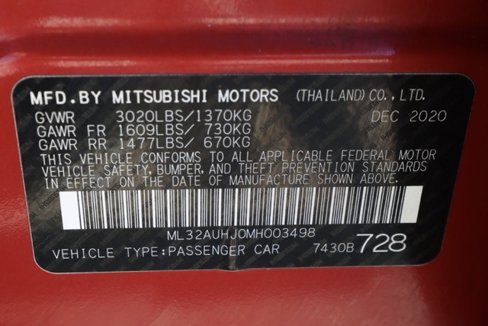 MFD.BY MITSUBISHI MOTORS (THAILAND) CO., LTD.
GVWR 3020LBS/1370KG DEC 2020
GAWR FR 1609LBS/ 730KG
GAWR RR 1477LBS/ 670KG
THIS VEHICLE CONFORMS TO ALL APPLICABLE FEDERAL MOTOR
VEHICLE SAFETY, BUMPER, AND THEFT PREVENTION STANDARDS
IN EFFECT ON THE DATE OF MANUFACTURE SHOWN ABOVE.
ML32AUHJ0MH003498
VEHICLE TYPE:PASSENGER CAR 7430B 728